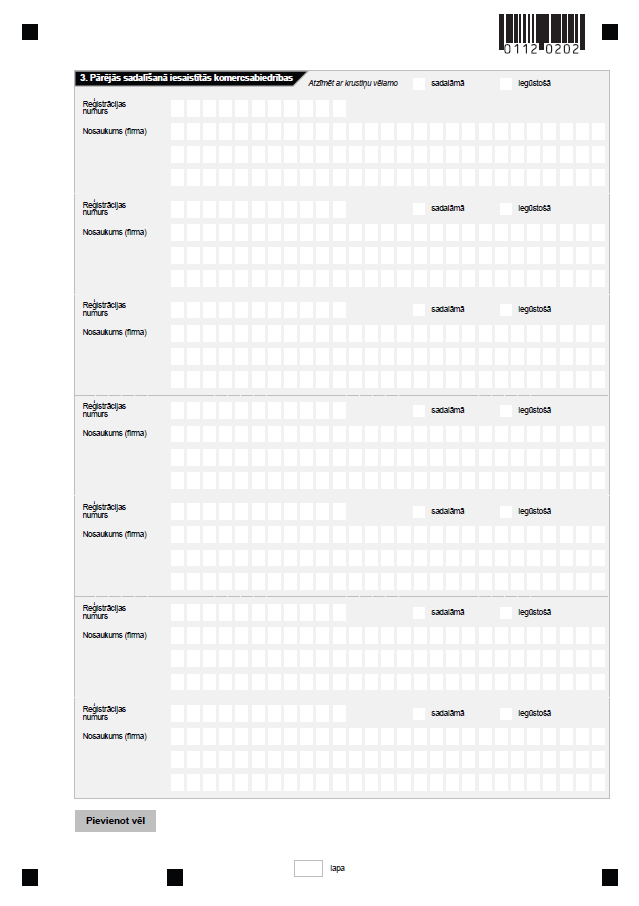 0112 0202
3. Pārējās sadalīšanā iesaistītās komercsabiedrības Atzīmēt ar krustiņu vēlamo sadalāmā iegūstošā
Reģistrācijas
numurs
Nosaukums (firma)
Reģistrācijas
numurs sadalāmā iegūstošā
Nosaukums (firma)
Reģistrācijas
numurs sadalāmā iegūstošā
Nosaukums (firma)
Reģistrācijas
numurs sadalāmā iegūstošā
Nosaukums (firma)
Reģistrācijas
numurs sadalāmā iegūstošā
Nosaukums (firma)
Reģistrācijas
numurs sadalāmā iegūstošā
Nosaukums (firma)
Reģistrācijas
numurs sadalāmā iegūstošā
Nosaukums (firma)
Pievienot vēl
lapa